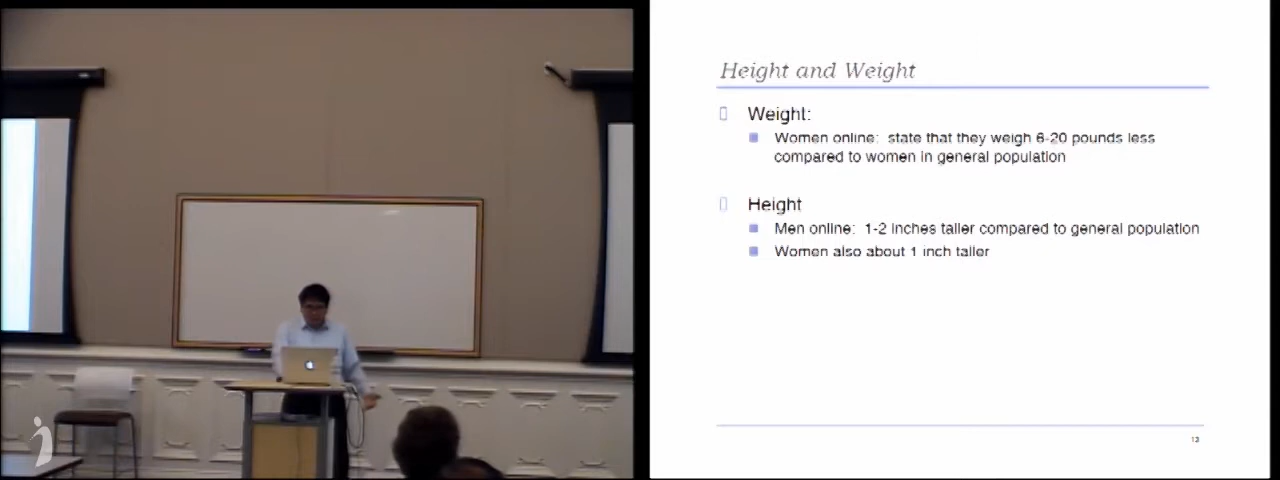 Height and Weight
Weight:
Women online: state that they weigh 6-20 pounds less
compared to women in general population
Height
Men online: 1-2 inches taller compared to general population
Women also about 1 inch taller
13